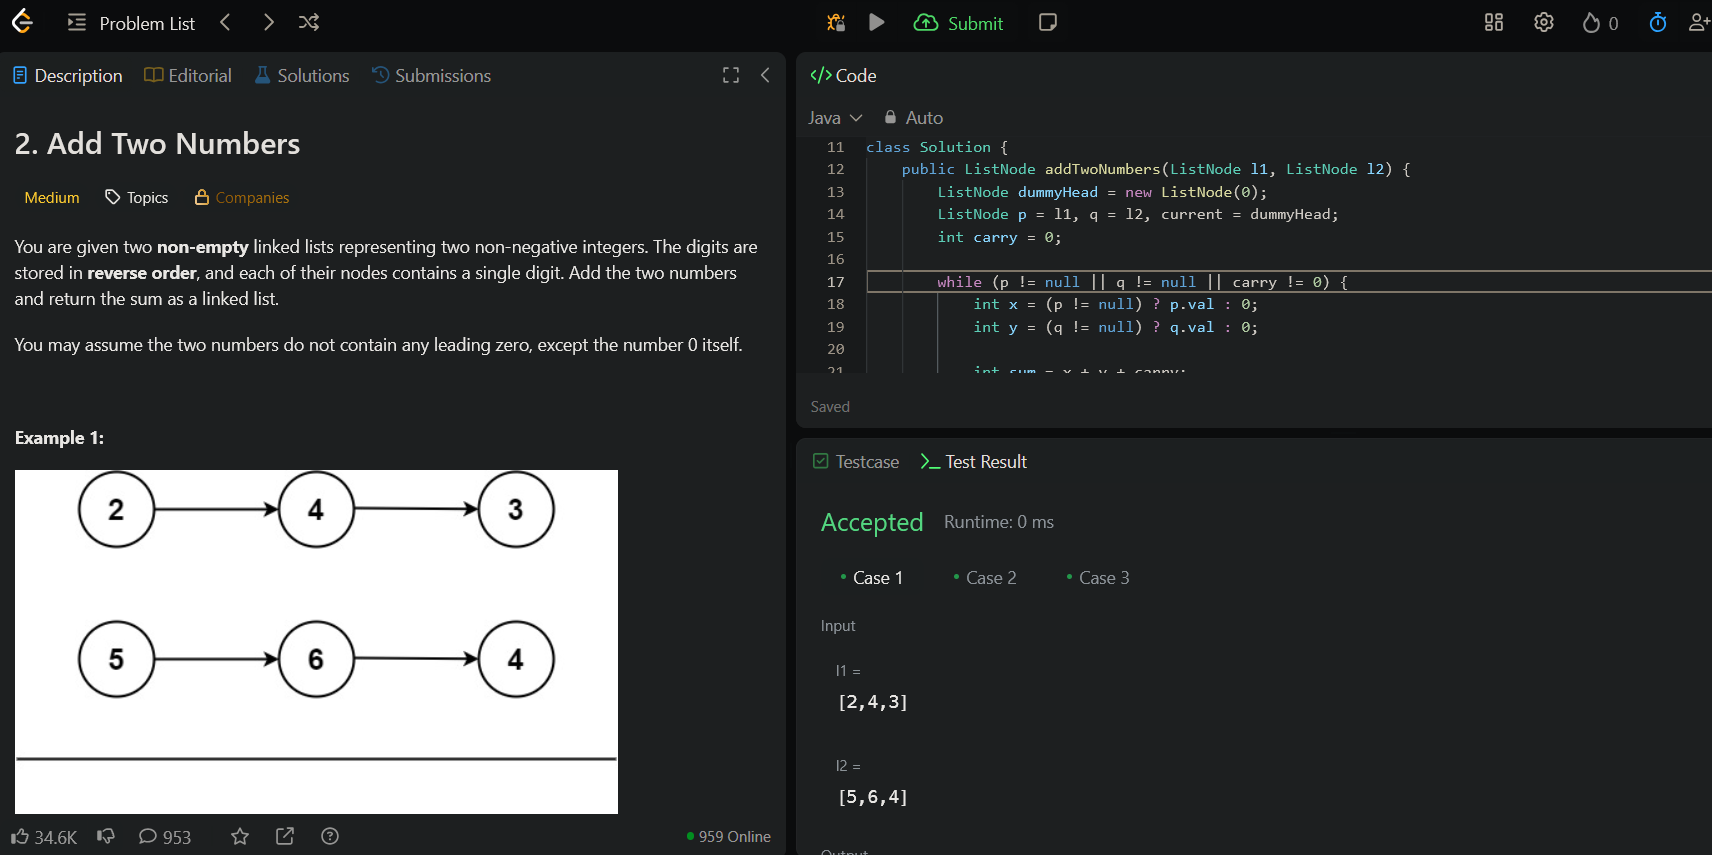 Problem List
Submit
0
Description Editorial Solutions Submissions
2. Add Two Numbers
Medium Topics Companies
You are given two non-empty linked lists representing two non-negative integers. The digits are
stored in reverse order, and each of their nodes contains a single digit. Add the two numbers
and return the sum as a linked list.
You may assume the two numbers do not contain any leading zero, except the number 0 itself.
Example 1:
2 4 3
5 6 4
34.6K 953
959 Online
</> Code
Java Auto
11 class Solution {
12 public ListNode addTwoNumbers(ListNode l1, ListNode l2) {
13 ListNode dummyHead = new ListNode(0);
14 ListNode p = l1, q = l2, current = dummyHead;
15 int carry = 0;
16
17 while (p != null || q != null || carry != 0) {
18 int x = (p != null) ? p.val : 0;
19 int y = (q != null) ? q.val : 0;
20
21 int sum = x + y + carry;
Saved
Testcase >_ Test Result
Accepted Runtime: 0 ms
Case 1 Case 2 Case 3
Input
l1 =
[2,4,3]
l2 =
[5,6,4]
Output